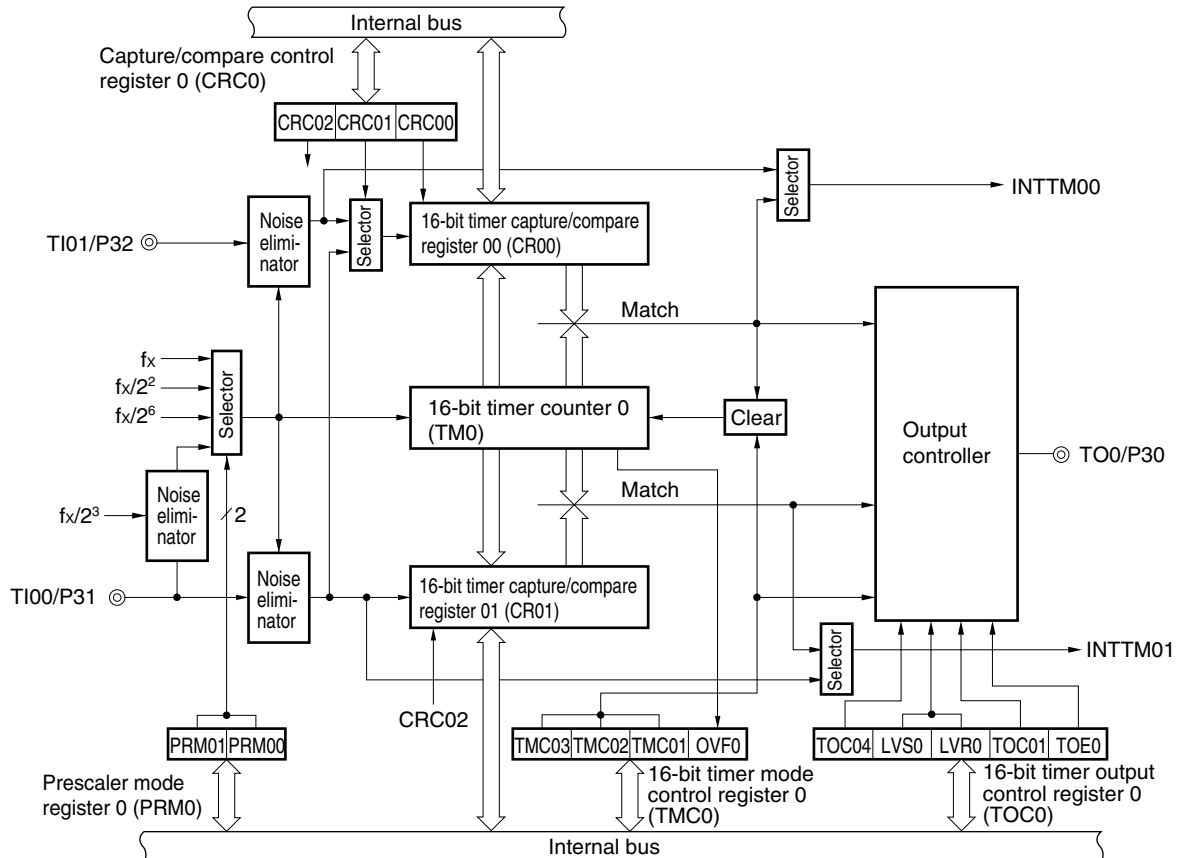 Internal bus
Capture/compare control
register 0 (CRC0)
CRC02 CRC01 CRC00
Selector
INTTM00
TI01/P32
Noise
elimi-
nator
Selector
16-bit timer capture/compare
register 00 (CR00)
Match
fx
fx/2²
fx/2⁶
Selector
16-bit timer counter 0
(TM0)
Clear
Output
controller
TO0/P30
fx/2³
Noise
elimi-
nator
2
Match
TI00/P31
Noise
elimi-
nator
16-bit timer capture/compare
register 01 (CR01)
Selector
INTTM01
CRC02
PRM01 PRM00
TMC03 TMC02 TMC01 OVF0
TOC04 LVS0 LVR0 TOC01 TOE0
Prescaler mode
register 0 (PRM0)
16-bit timer mode
control register 0
(TMC0)
16-bit timer output
control register 0
(TOC0)
Internal bus